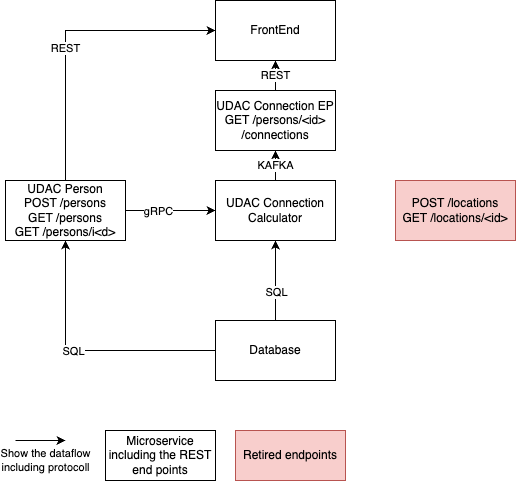 FrontEnd
REST
REST
UDAC Connection EP
GET /persons/<id>
/connections
KAFKA
UDAC Person
POST /persons
GET /persons
GET /persons/i<d>
gRPC
UDAC Connection
Calculator
POST /locations
GET /locations/<id>
SQL
SQL
Database
Show the dataflow
including protocoll
Microservice
including the REST
end points
Retired endpoints